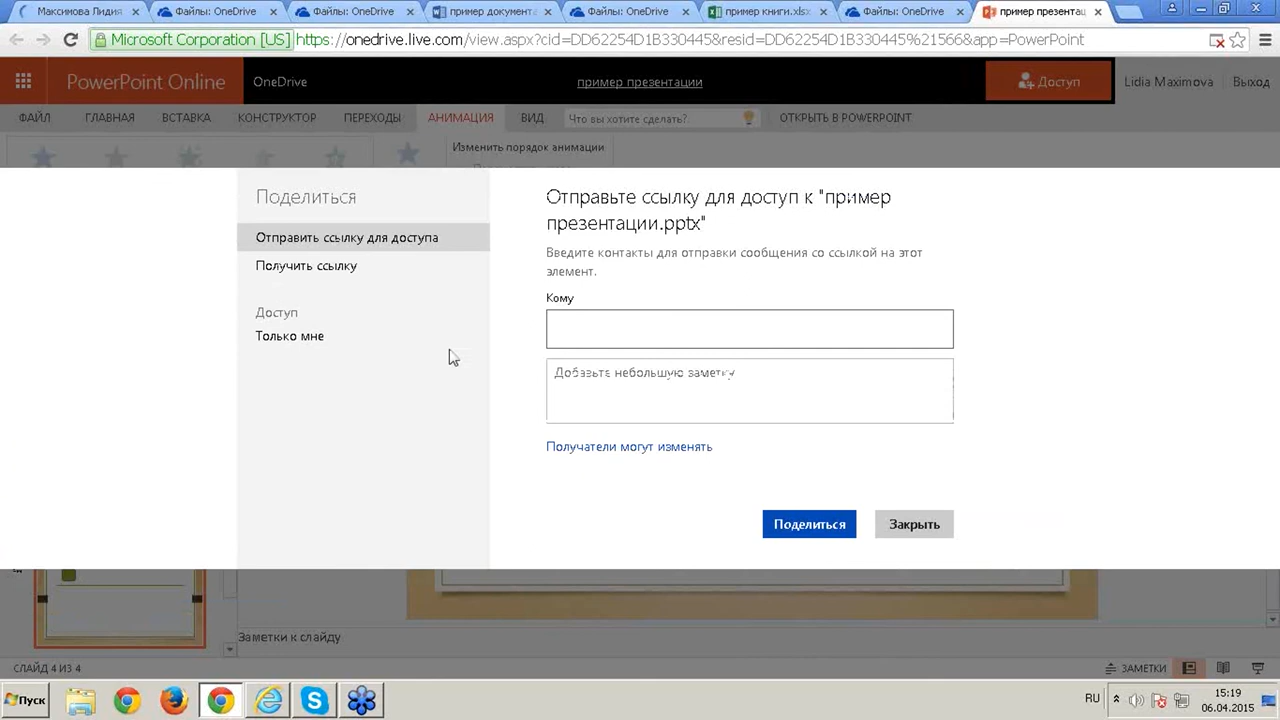 Максимова Лидия
Файлы: OneDrive
Файлы: OneDrive
пример документа
Файлы: OneDrive
пример книги.xlsx
Файлы: OneDrive
пример презентац
Microsoft Corporation [US] https://onedrive.live.com/view.aspx?cid=DD62254D1B330445&resid=DD62254D1B330445%21566&app=PowerPoint
PowerPoint Online OneDrive пример презентации Доступ Lidia Maximova Выход
ФАЙЛ ГЛАВНАЯ ВСТАВКА КОНСТРУКТОР ПЕРЕХОДЫ АНИМАЦИЯ ВИД Что вы хотите сделать? ОТКРЫТЬ В POWERPOINT
Изменить порядок анимации
Поделиться
Отправить ссылку для доступа
Получить ссылку
Доступ
Только мне
Отправьте ссылку для доступ к "пример
презентации.pptx"
Введите контакты для отправки сообщения со ссылкой на этот
элемент.
Кому
Добавьте небольшую заметку
Получатели могут изменять
Поделиться Закрыть
Заметки к слайду
СЛАЙД 4 ИЗ 4 ЗАМЕТКИ
Пуск RU 15:19
06.04.2015